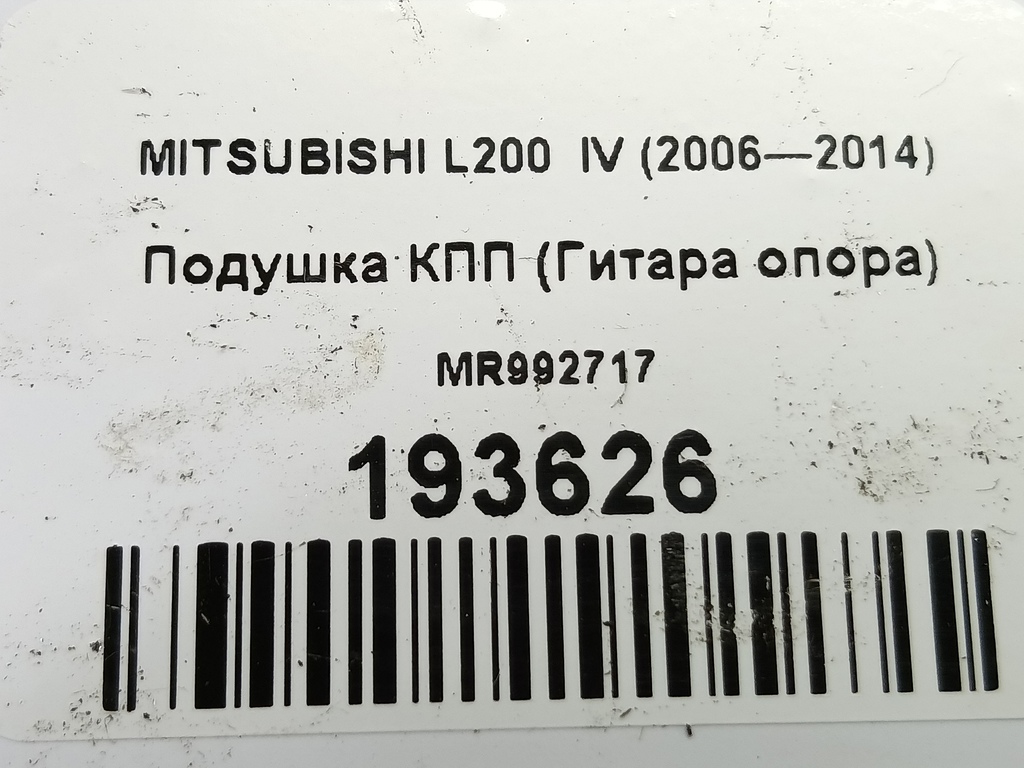 MITSUBISHI L200 IV (2006—2014)
Подушка КПП (Гитара опора)
MR992717
193626